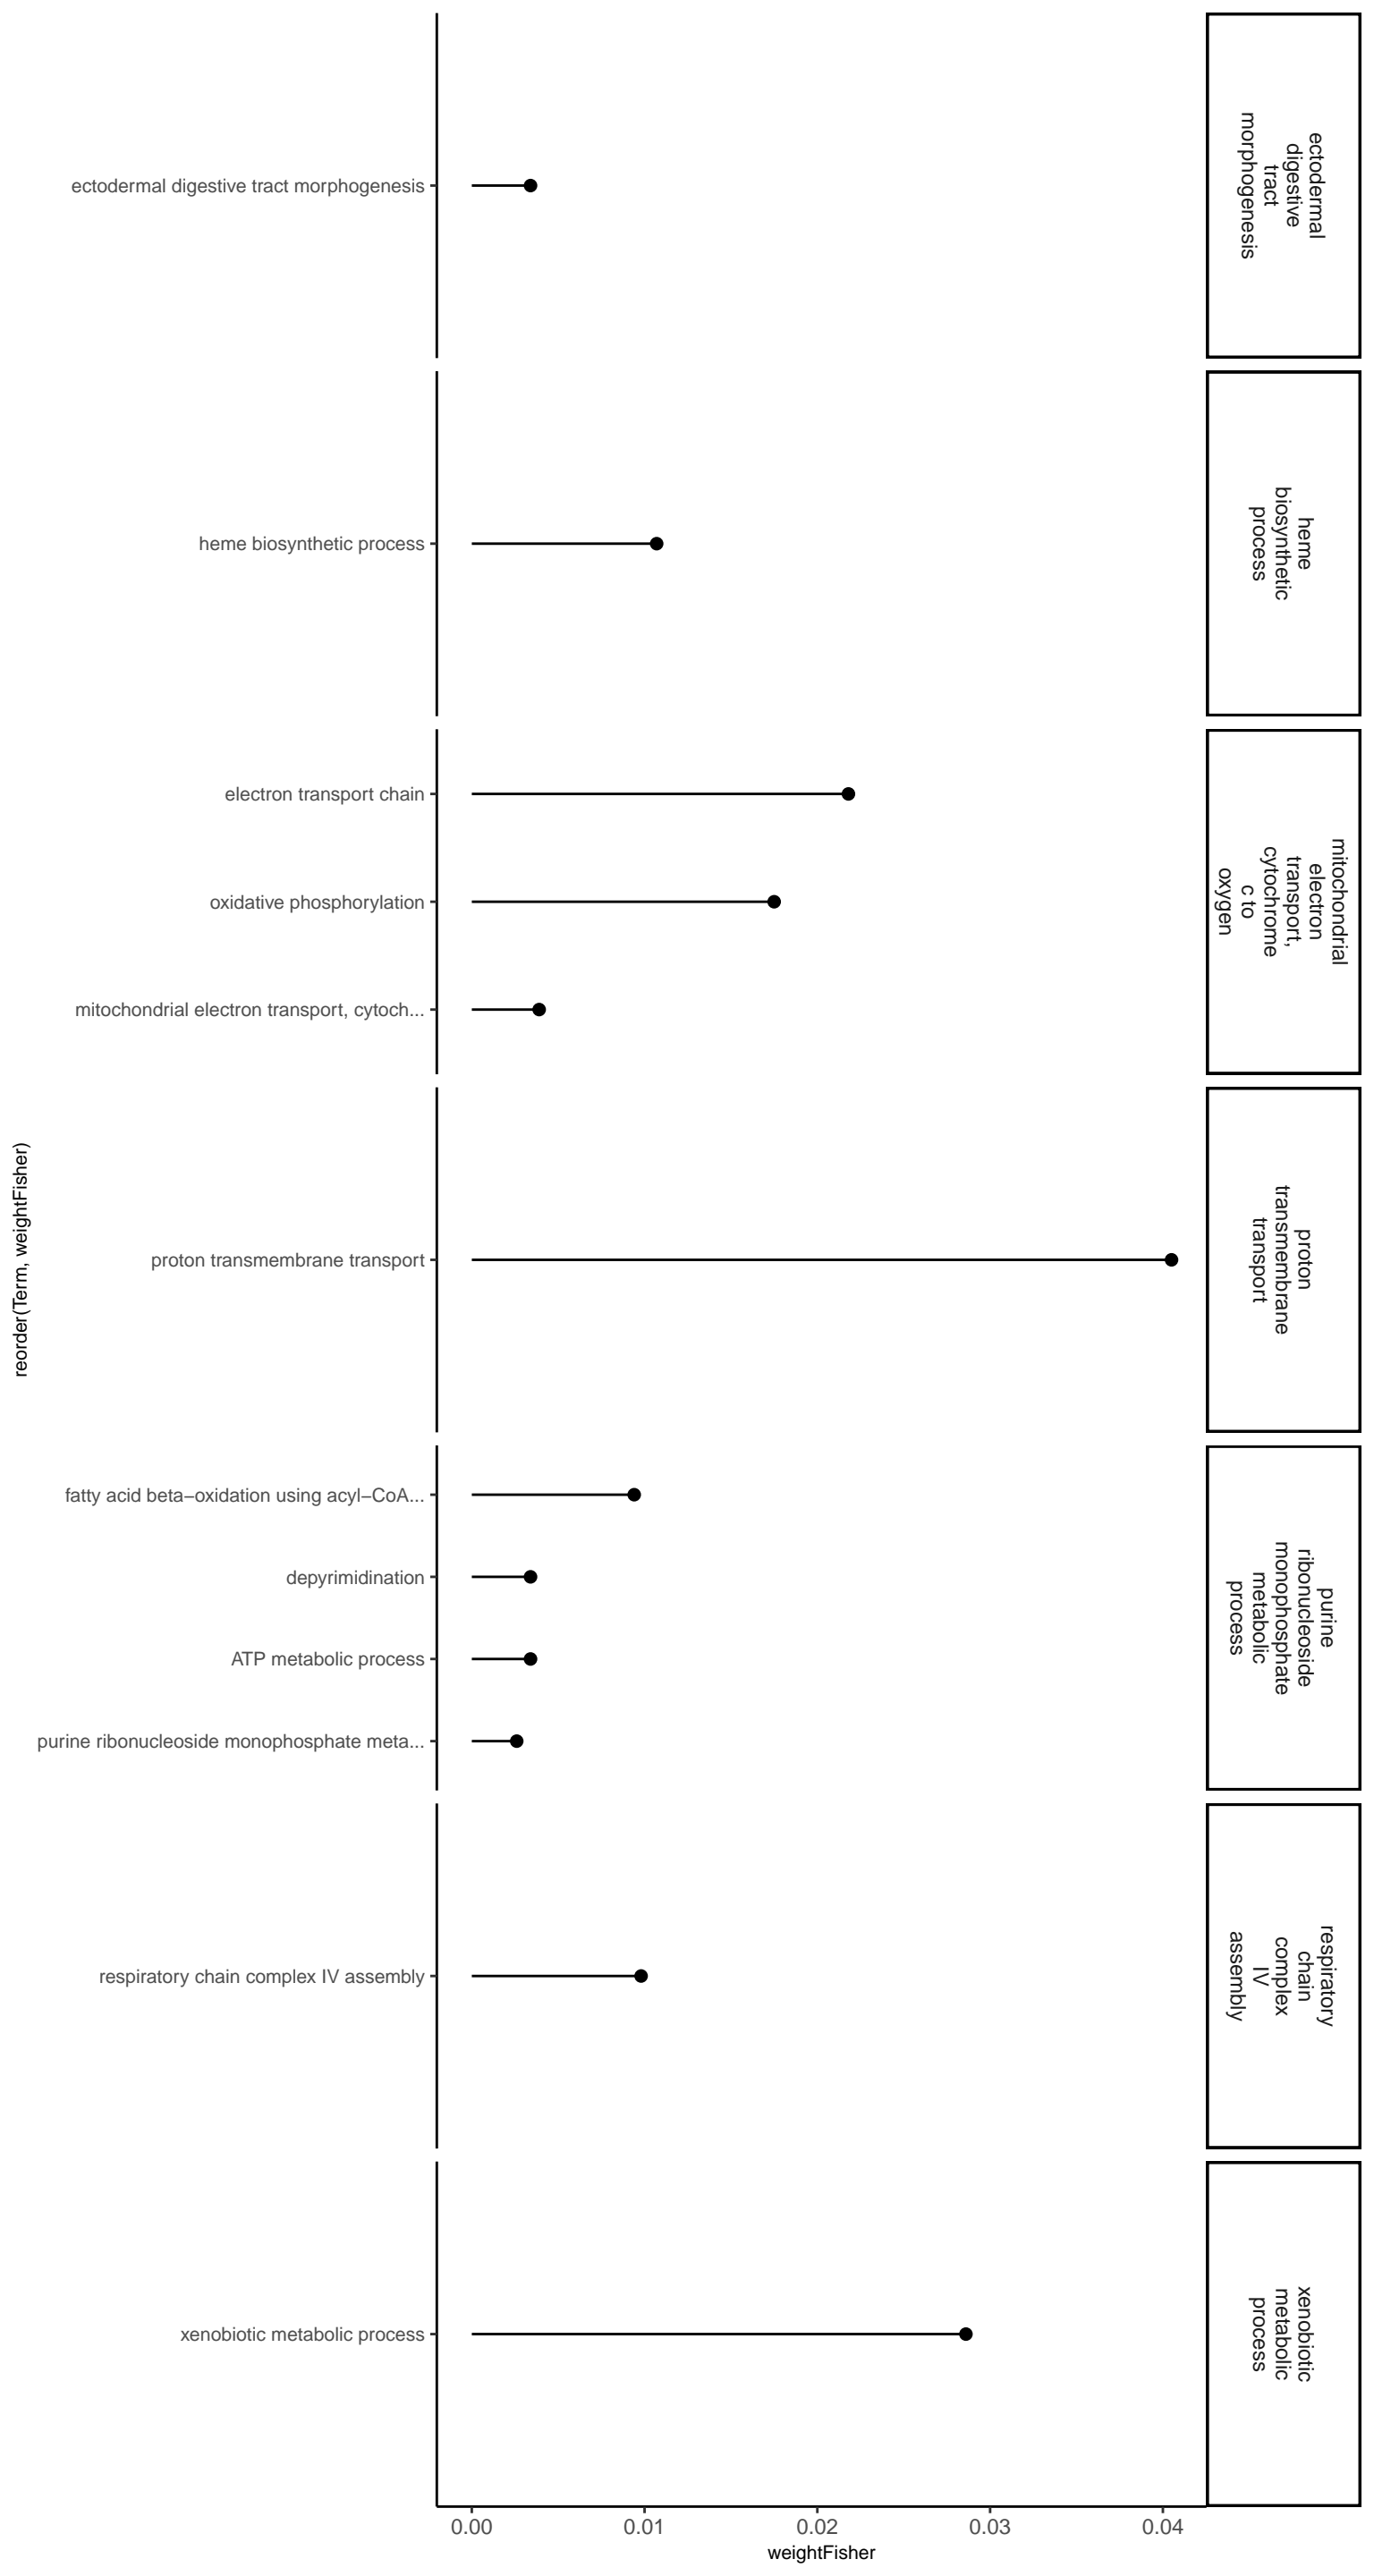 reorder(Term, weightFisher)
ectodermal digestive tract morphogenesis
ectodermal
digestive
tract
morphogenesis
heme biosynthetic process
heme
biosynthetic
process
electron transport chain
oxidative phosphorylation
mitochondrial electron transport, cytoch...
mitochondrial
electron
transport,
cytochrome
c to
oxygen
proton transmembrane transport
proton
transmembrane
transport
fatty acid beta−oxidation using acyl−CoA...
depyrimidination
ATP metabolic process
purine ribonucleoside monophosphate meta...
purine
ribonucleoside
monophosphate
metabolic
process
respiratory chain complex IV assembly
respiratory
chain
complex
IV
assembly
xenobiotic metabolic process
xenobiotic
metabolic
process
0.00 0.01 0.02 0.03 0.04
weightFisher